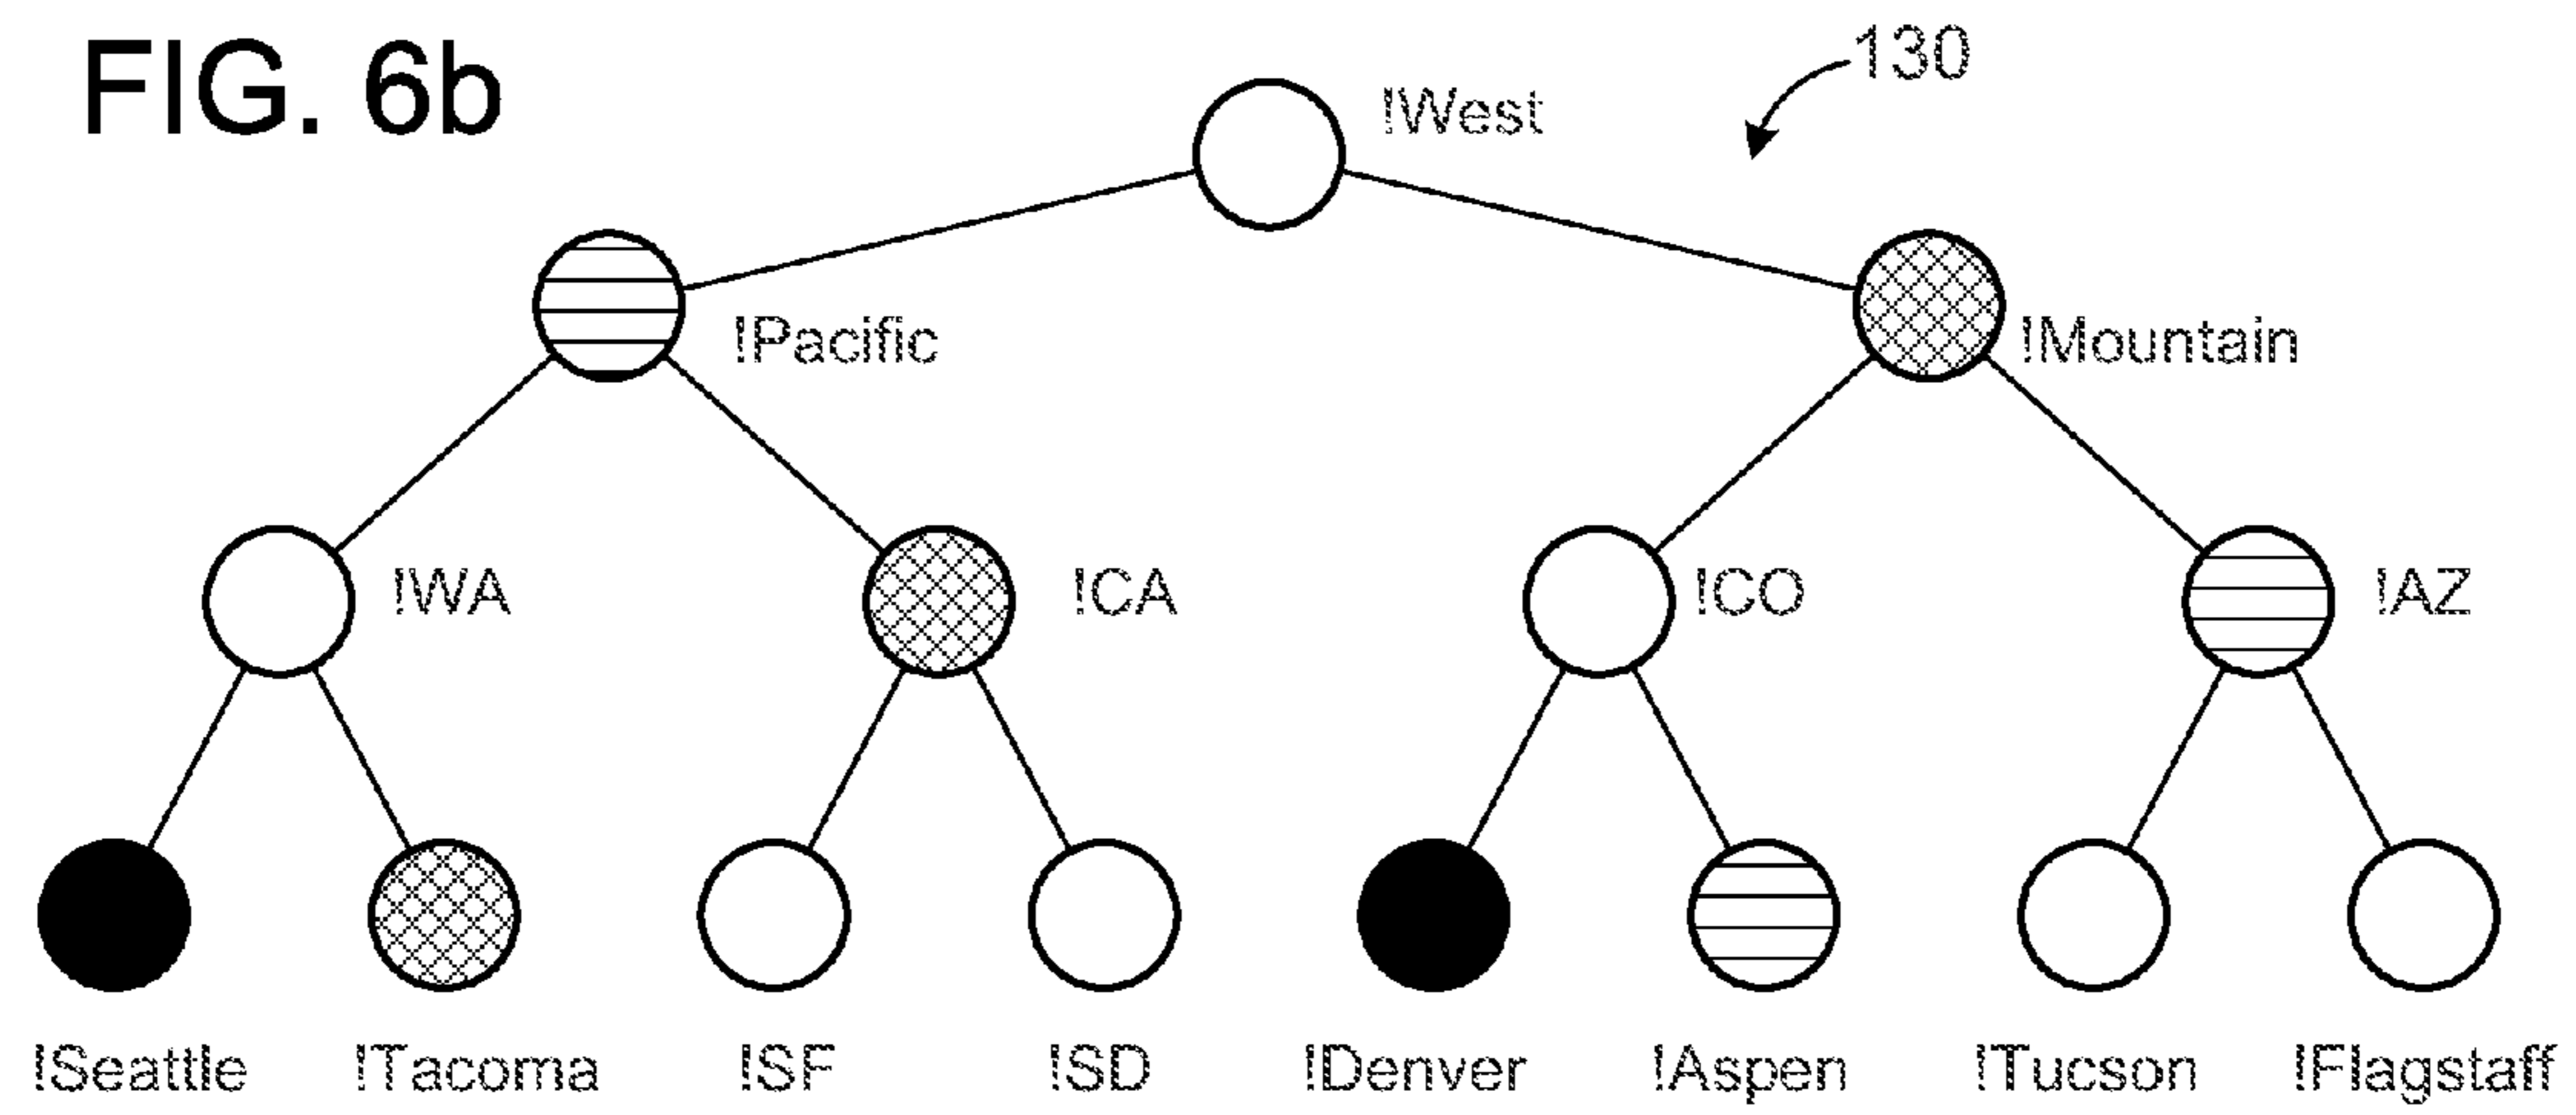 FIG. 6b
130
!West
!Pacific
!Mountain
!WA
!CA
!CO
!AZ
!Seattle
!Tacoma
!SF
!SD
!Denver
!Aspen
!Tucson
!Flagstaff